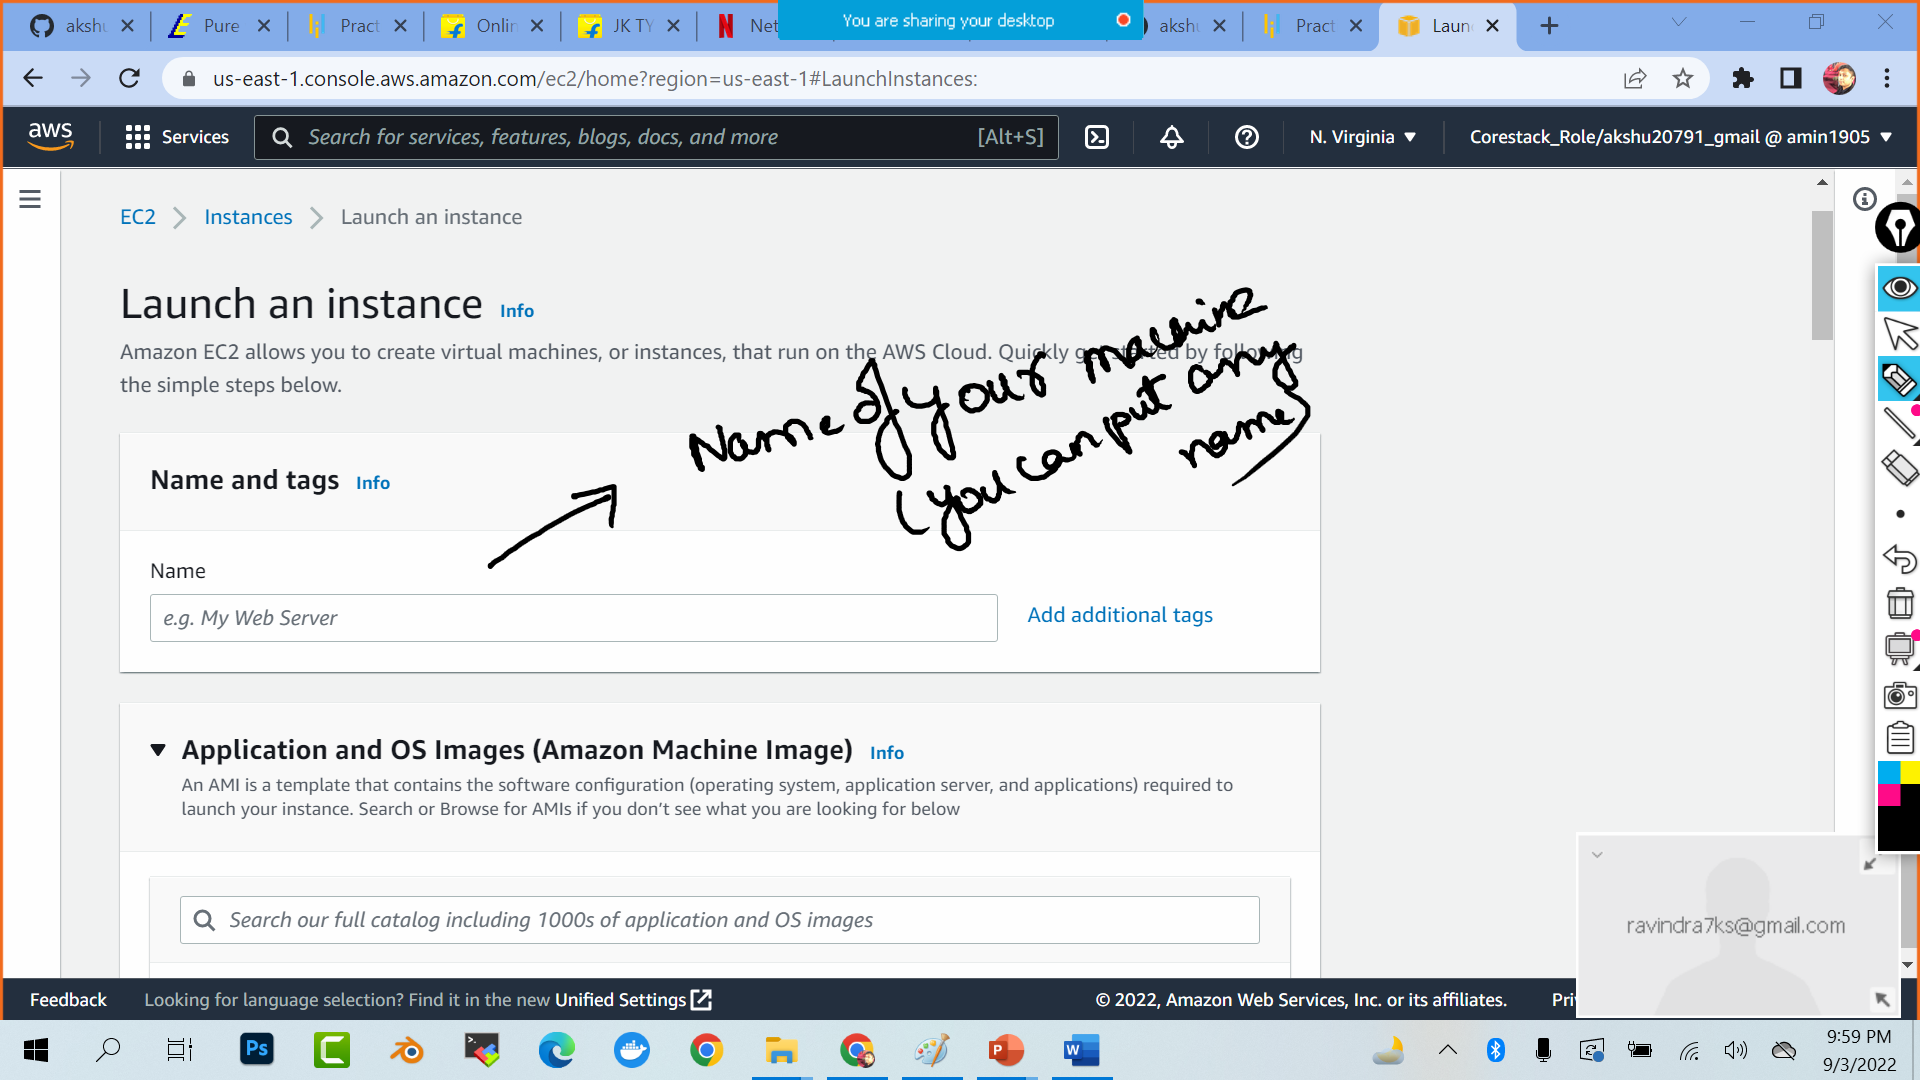 akshu
Pure
Pract
Onlin
JK TY
Net
You are sharing your desktop
akshu
Pract
Laun
us-east-1.console.aws.amazon.com/ec2/home?region=us-east-1#LaunchInstances:
aws
Services
Search for services, features, blogs, docs, and more
[Alt+S]
N. Virginia
Corestack_Role/akshu20791_gmail @ amin1905
EC2 > Instances > Launch an instance
Launch an instance Info
Amazon EC2 allows you to create virtual machines, or instances, that run on the AWS Cloud. Quickly get started by following
the simple steps below.
Name of your machine
(you can put any
name)
Name and tags Info
Name
e.g. My Web Server
Add additional tags
Application and OS Images (Amazon Machine Image) Info
An AMI is a template that contains the software configuration (operating system, application server, and applications) required to
launch your instance. Search or Browse for AMIs if you don’t see what you are looking for below
Search our full catalog including 1000s of application and OS images
ravindra7ks@gmail.com
Feedback
Looking for language selection? Find it in the new Unified Settings
© 2022, Amazon Web Services, Inc. or its affiliates.
Pri
Ps
C
P
W
9:59 PM
9/3/2022